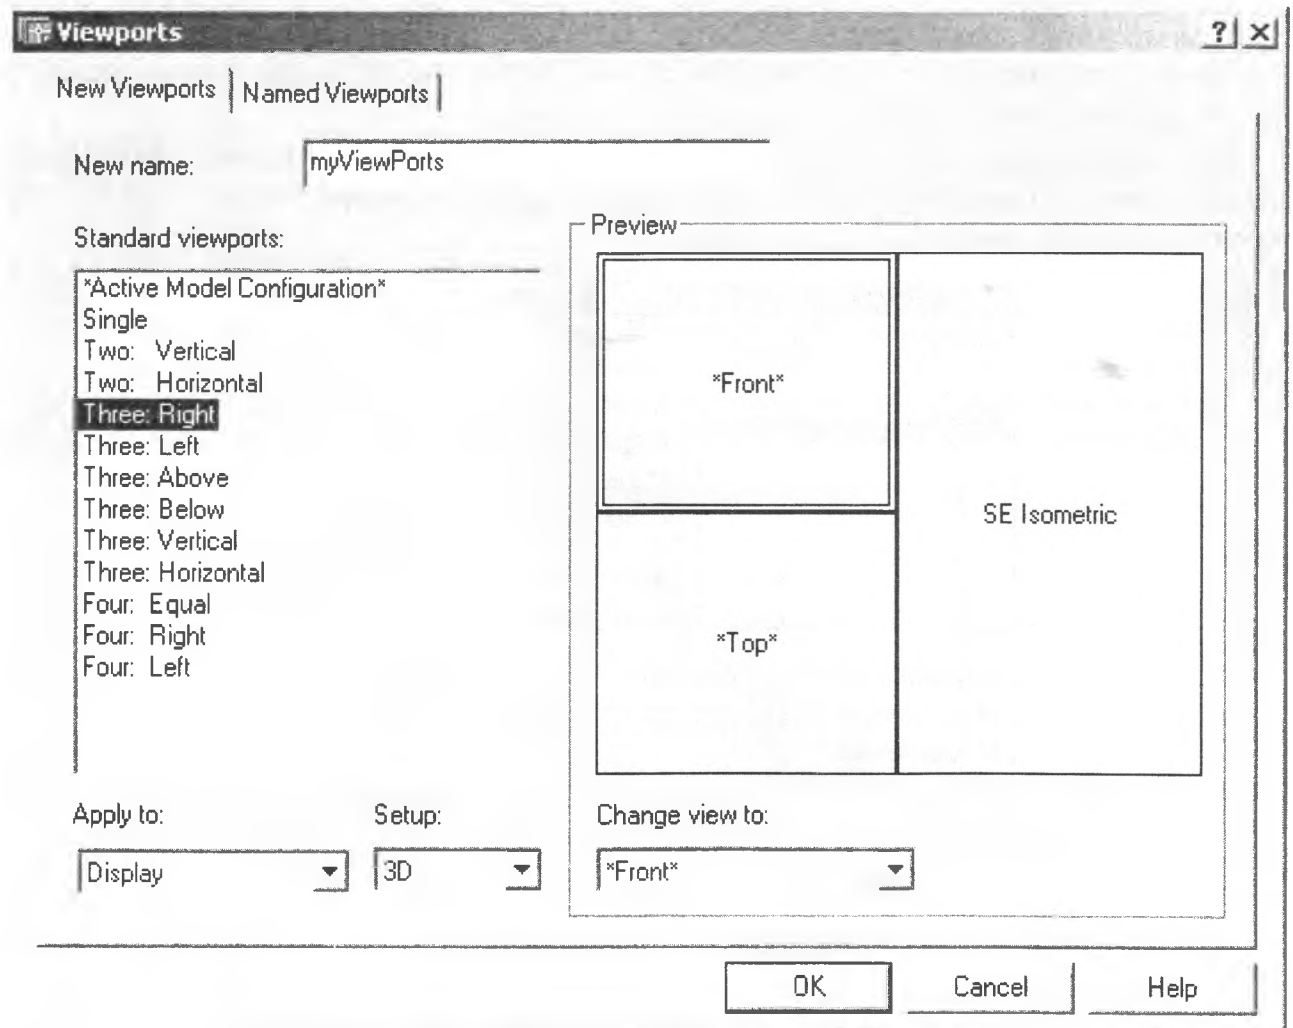 Viewports
? X
New Viewports Named Viewports
New name: myViewPorts
Standard viewports:
*Active Model Configuration*
Single
Two: Vertical
Two: Horizontal
Three: Right
Three: Left
Three: Above
Three: Below
Three: Vertical
Three: Horizontal
Four: Equal
Four: Right
Four: Left
Preview
*Front*
SE Isometric
*Top*
Apply to: Setup: Change view to:
Display 3D *Front*
OK Cancel Help